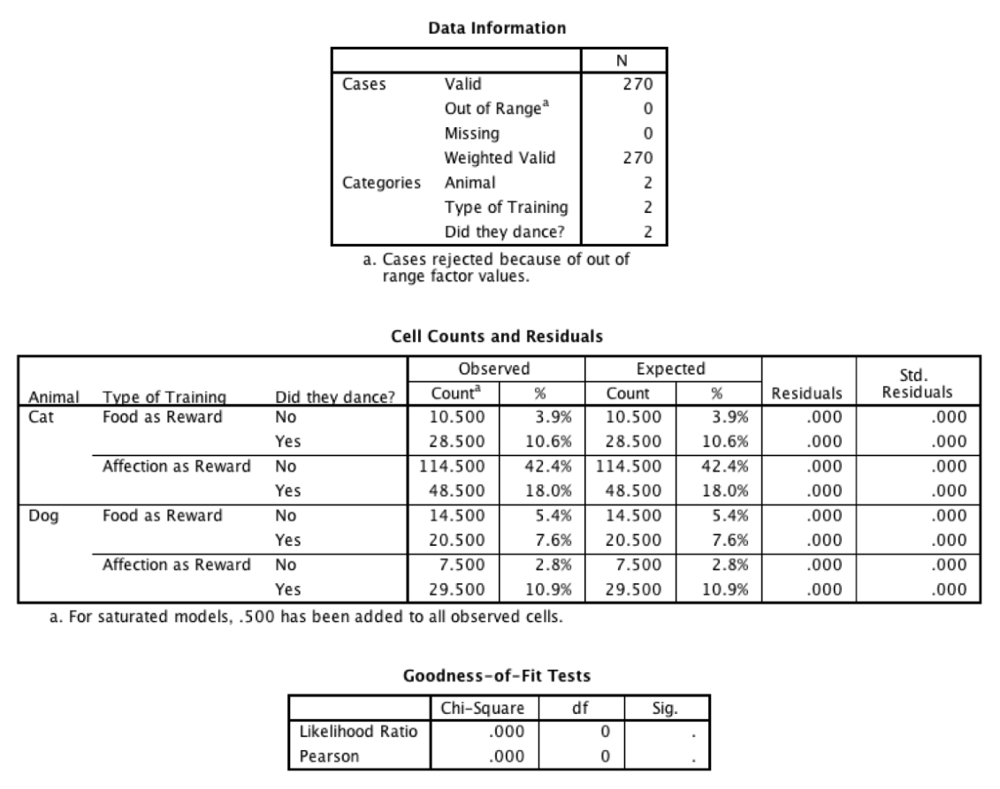 Data Information
N
Cases Valid 270
Out of Rangea 0
Missing 0
Weighted Valid 270
Categories Animal 2
Type of Training 2
Did they dance? 2
a. Cases rejected because of out of
range factor values.
Cell Counts and Residuals
Observed Expected
Animal Type of Training Did they dance? Counta % Count % Residuals Std. Residuals
Cat Food as Reward No 10.500 3.9% 10.500 3.9% .000 .000
Yes 28.500 10.6% 28.500 10.6% .000 .000
Affection as Reward No 114.500 42.4% 114.500 42.4% .000 .000
Yes 48.500 18.0% 48.500 18.0% .000 .000
Dog Food as Reward No 14.500 5.4% 14.500 5.4% .000 .000
Yes 20.500 7.6% 20.500 7.6% .000 .000
Affection as Reward No 7.500 2.8% 7.500 2.8% .000 .000
Yes 29.500 10.9% 29.500 10.9% .000 .000
a. For saturated models, .500 has been added to all observed cells.
Goodness-of-Fit Tests
Chi-Square df Sig.
Likelihood Ratio .000 0 .
Pearson .000 0 .